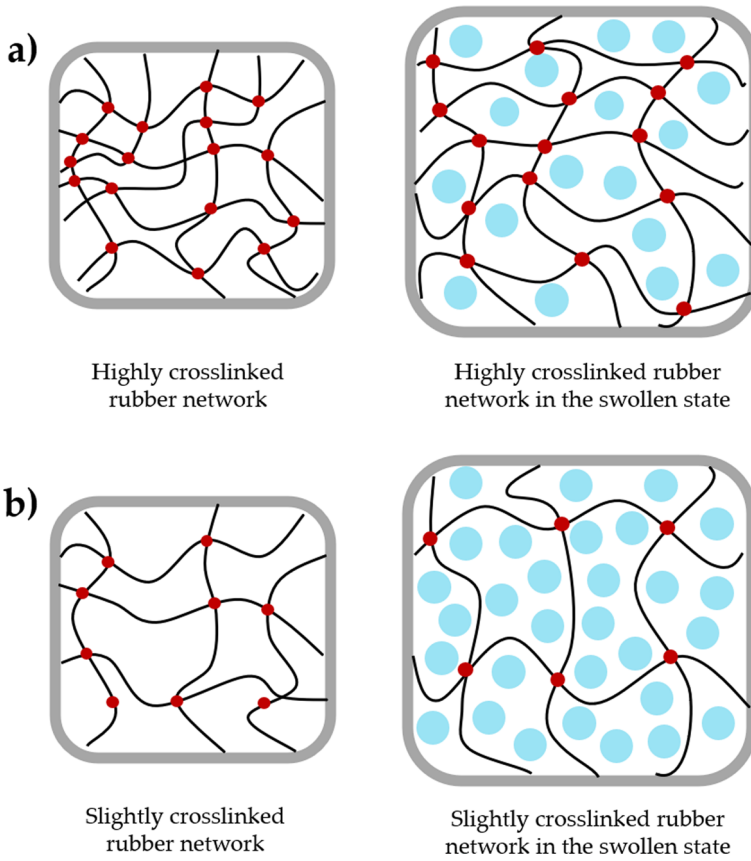 a)
Highly crosslinked
rubber network
Highly crosslinked rubber
network in the swollen state
b)
Slightly crosslinked
rubber network
Slightly crosslinked rubber
network in the swollen state